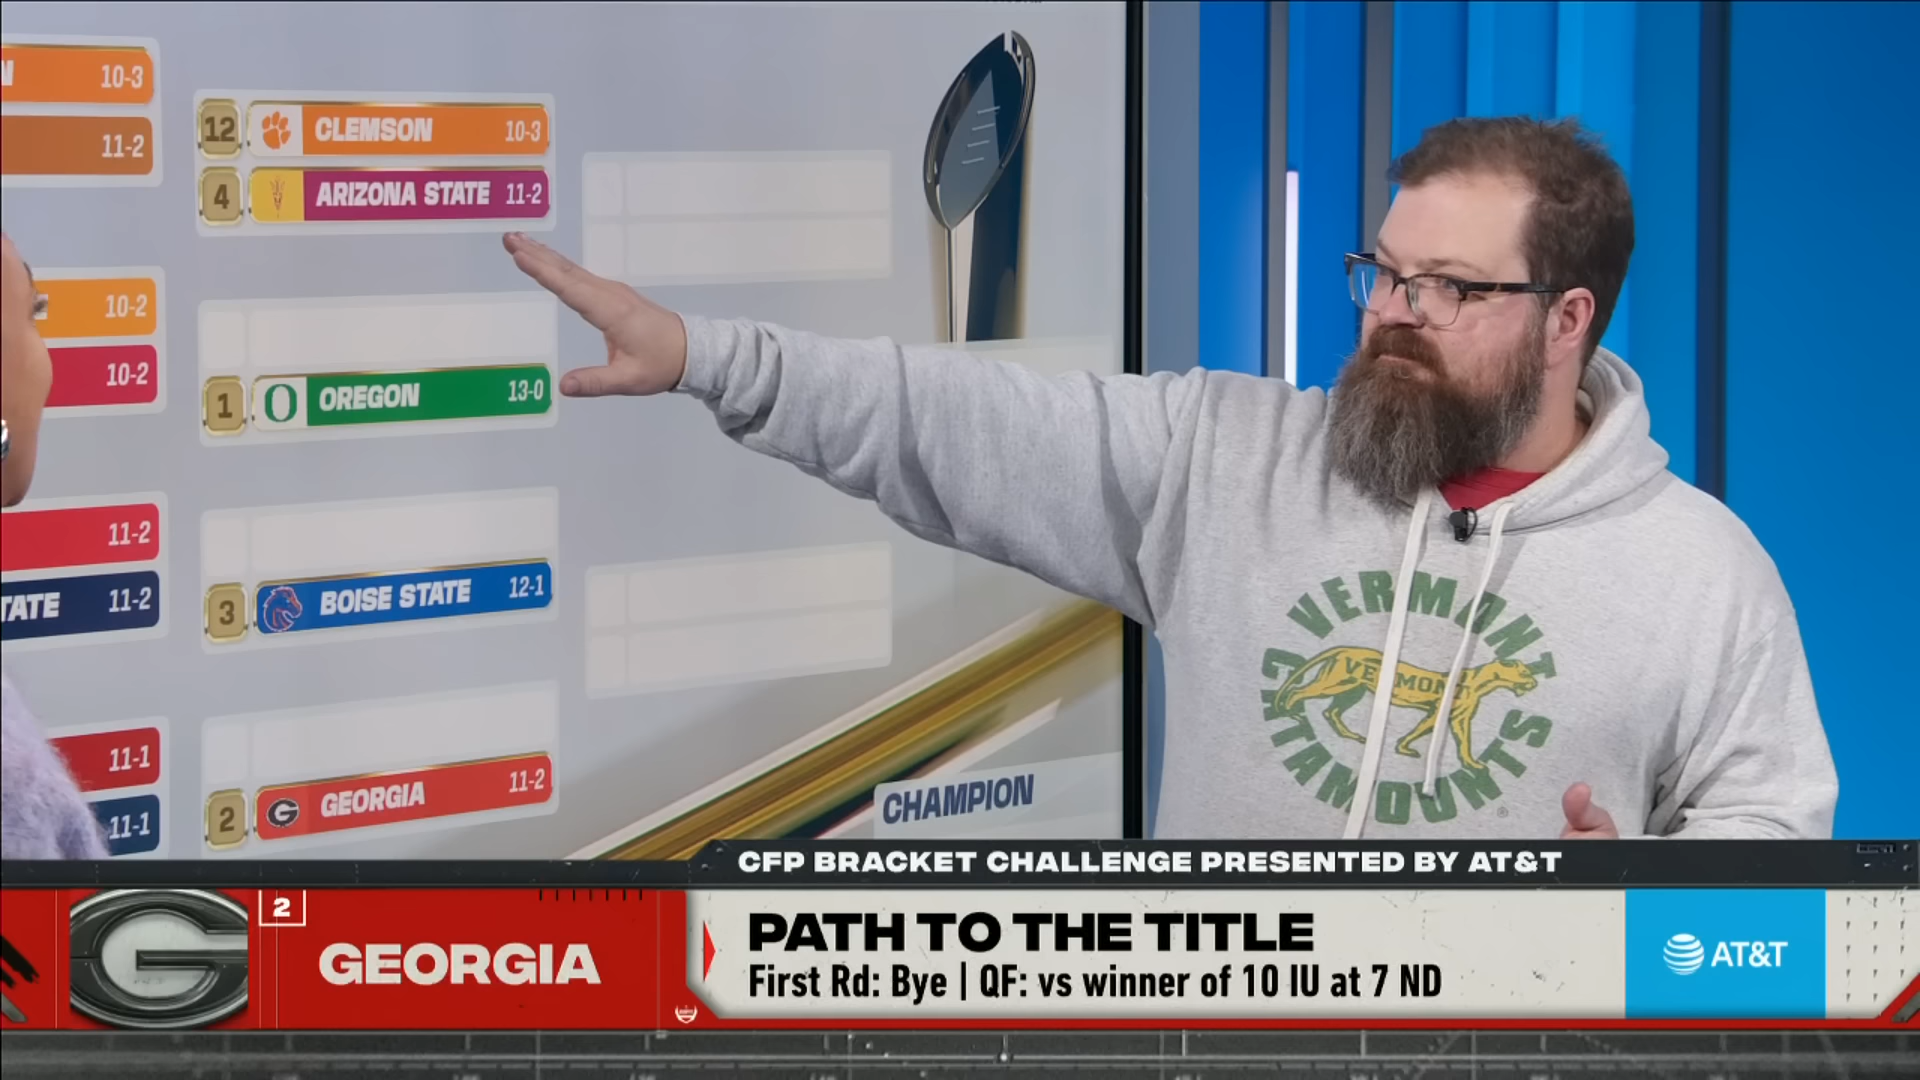 10-3
11-2
12 CLEMSON 10-3
4 ARIZONA STATE 11-2
10-2
10-2
1 OREGON 13-0
11-2
TATE 11-2
3 BOISE STATE 12-1
11-1
11-1
2 GEORGIA 11-2
CHAMPION
VERMONT
VERMONT
CATAMOUNTS
CFP BRACKET CHALLENGE PRESENTED BY AT&T
2
GEORGIA
PATH TO THE TITLE
First Rd: Bye | QF: vs winner of 10 IU at 7 ND
AT&T